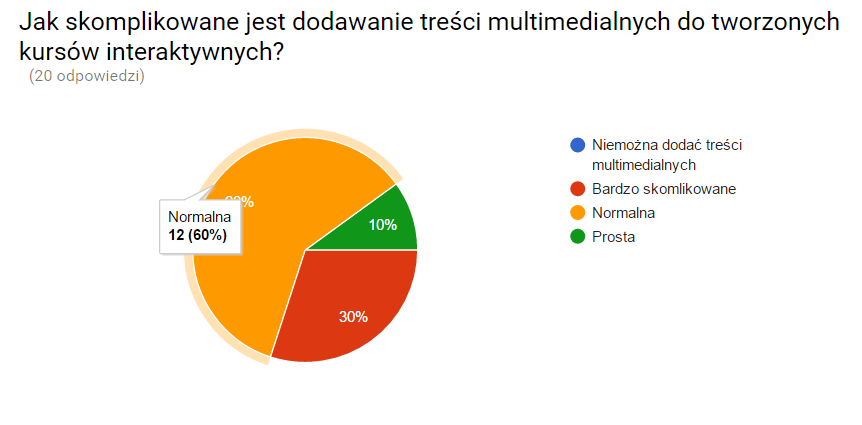 Jak skomplikowane jest dodawanie treści multimedialnych do tworzonych
kursów interaktywnych?
(20 odpowiedzi)
Niemożna dodać treści
multimedialnych
Bardzo skomlikowane
Normalna
Prosta
Normalna
12 (60%)
10%
30%